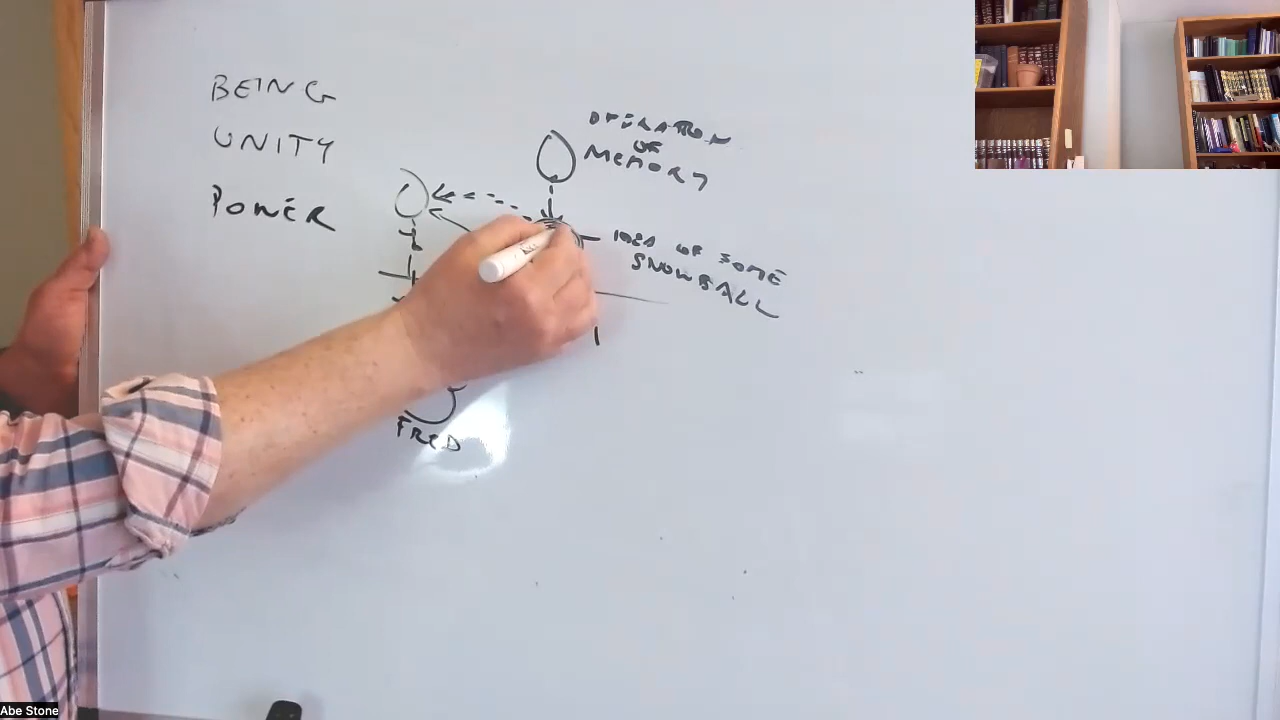 BEING
UNITY
POWER
OPERATION
OF
MEMORY
IDEA OF SOME
SNOWBALL
FRED
Abe Stone